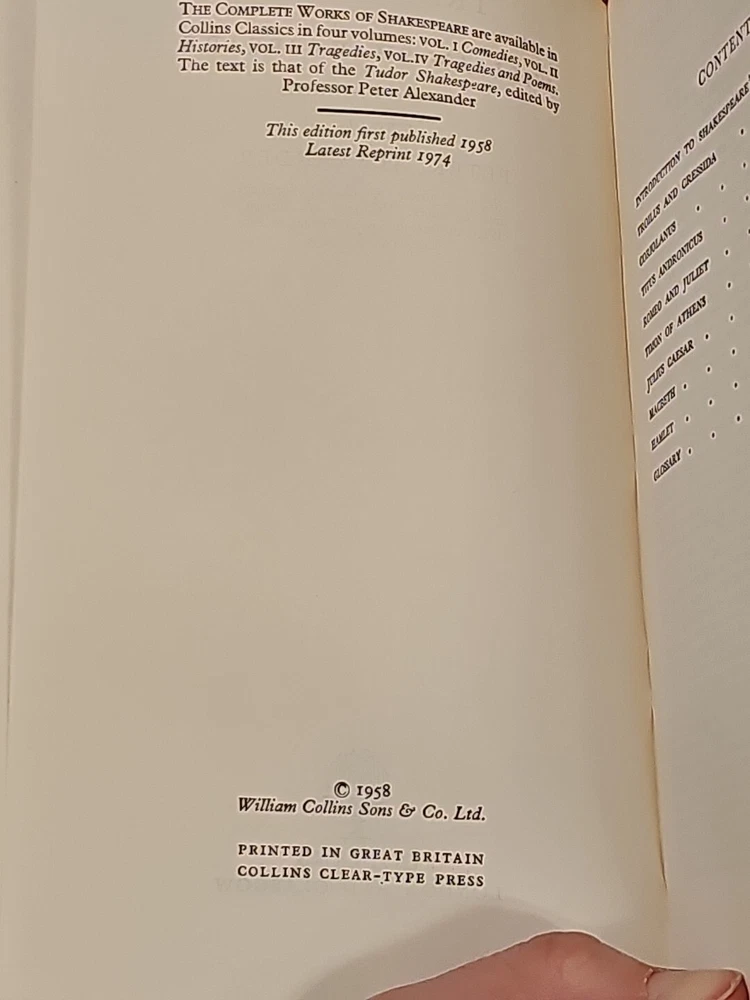 THE COMPLETE WORKS OF SHAKESPEARE are available in
Collins Classics in four volumes: VOL. I Comedies, VOL. II
Histories, VOL. III Tragedies, VOL.IV Tragedies and Poems.
The text is that of the Tudor Shakespeare, edited by
Professor Peter Alexander
This edition first published 1958
Latest Reprint 1974
© 1958
William Collins Sons & Co. Ltd.
PRINTED IN GREAT BRITAIN
COLLINS CLEAR-TYPE PRESS
INTRODUCTION TO SHAKESPEARE
TROILUS AND CRESSIDA
CORIOLANUS
TITUS ANDRONICUS
ROMEO AND JULIET
TIMON OF ATHENS
JULIUS CAESAR
MACBETH
HAMLET
GLOSSARY